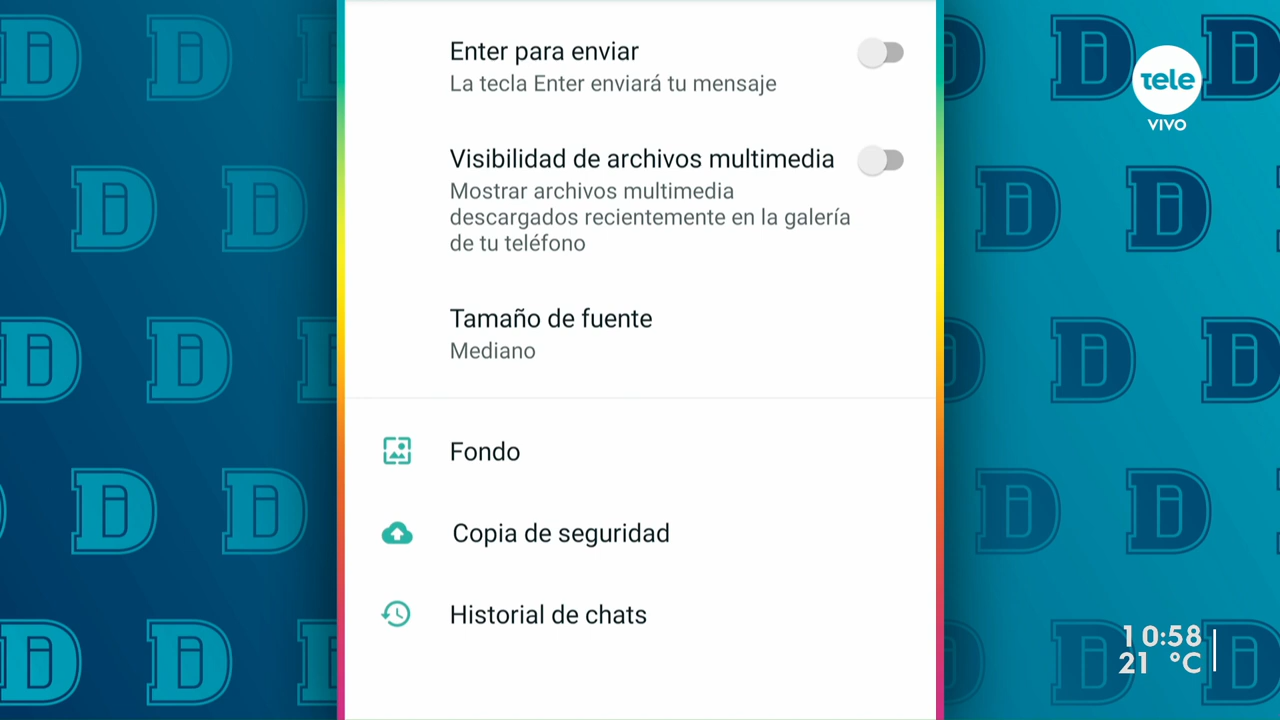 Enter para enviar
La tecla Enter enviará tu mensaje
Visibilidad de archivos multimedia
Mostrar archivos multimedia
descargados recientemente en la galería
de tu teléfono
Tamaño de fuente
Mediano
Fondo
Copia de seguridad
Historial de chats
tele
VIVO
10:58
21 °C